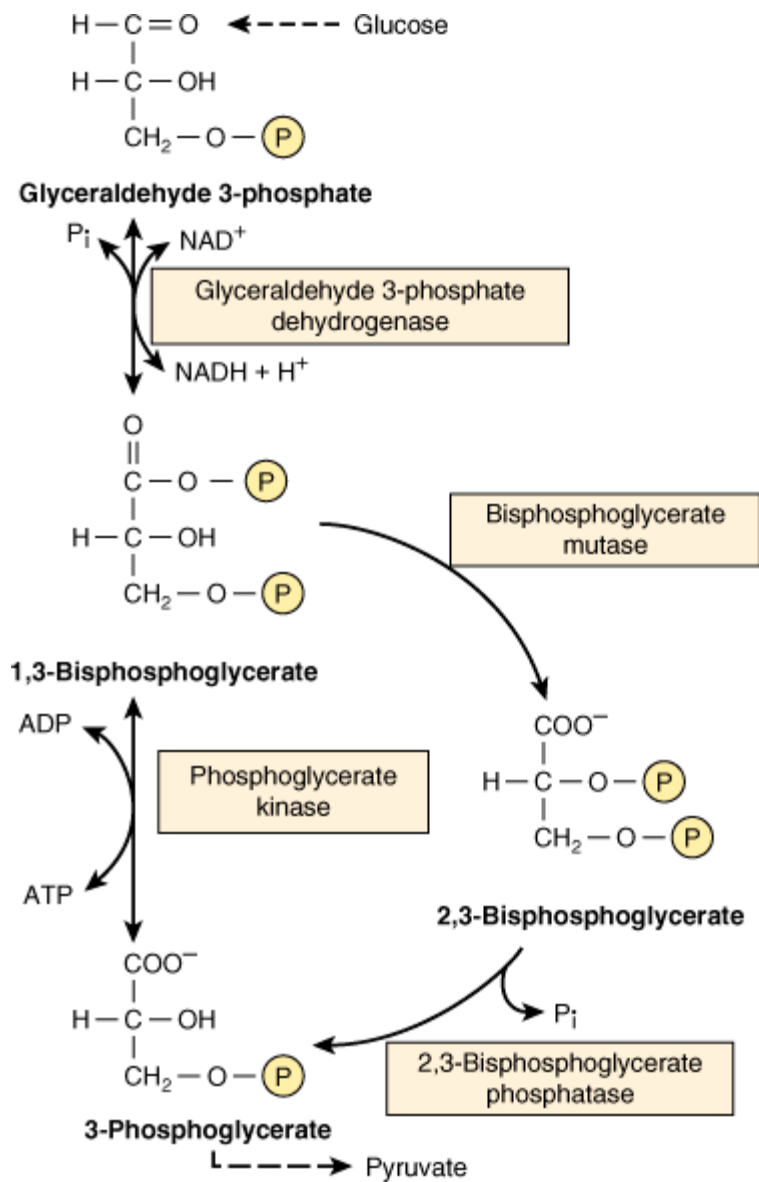 H—C=O
Glucose
H—C—OH
CH₂—O—P
Glyceraldehyde 3-phosphate
Pᵢ
NAD⁺
Glyceraldehyde 3-phosphate
dehydrogenase
NADH + H⁺
O
C—O—P
H—C—OH
CH₂—O—P
1,3-Bisphosphoglycerate
Bisphosphoglycerate
mutase
ADP
Phosphoglycerate
kinase
ATP
COO⁻
H—C—O—P
CH₂—O—P
2,3-Bisphosphoglycerate
Pᵢ
2,3-Bisphosphoglycerate
phosphatase
COO⁻
H—C—OH
CH₂—O—P
3-Phosphoglycerate
Pyruvate